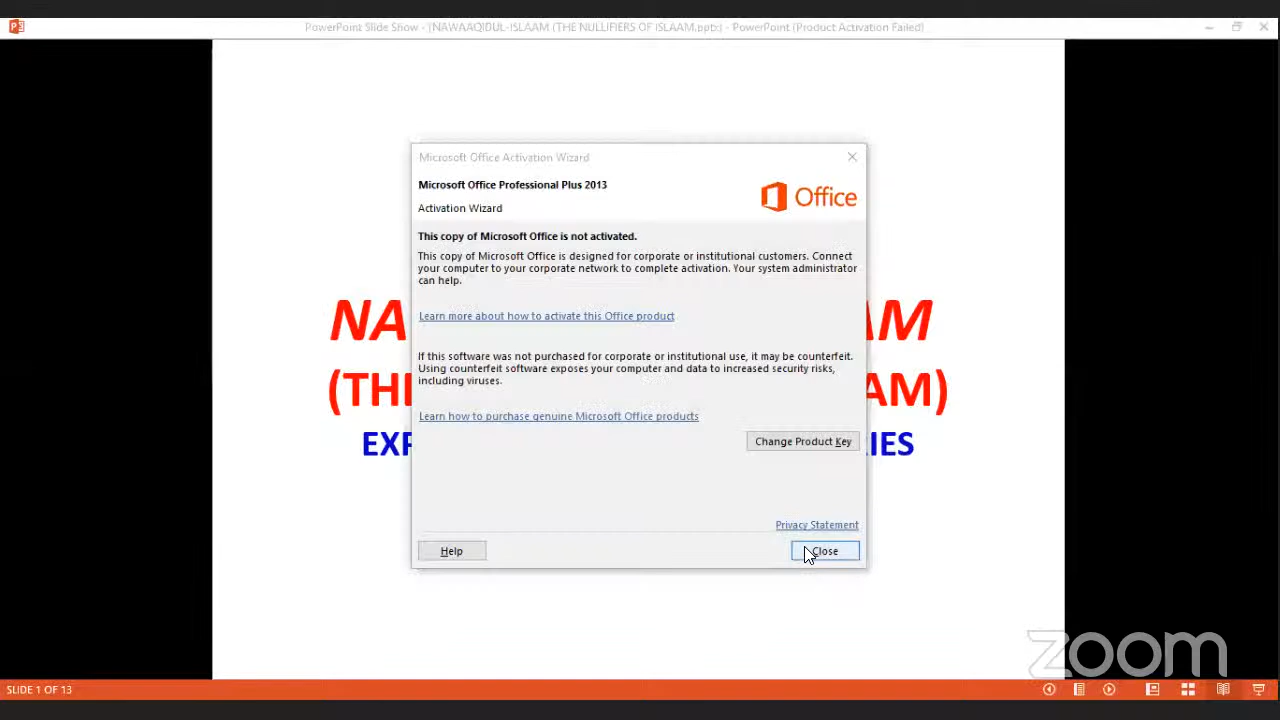 PowerPoint Slide Show - [NAWAAQIDUL-ISLAAM (THE NULLIFIERS OF ISLAAM.pptx] - PowerPoint (Product Activation Failed)
Microsoft Office Activation Wizard
Microsoft Office Professional Plus 2013
Office
Activation Wizard
This copy of Microsoft Office is not activated.
This copy of Microsoft Office is designed for corporate or institutional customers. Connect
your computer to your corporate network to complete activation. Your system administrator
can help.
Learn more about how to activate this Office product
NA AM
If this software was not purchased for corporate or institutional use, it may be counterfeit.
Using counterfeit software exposes your computer and data to increased security risks,
including viruses.
(THE AM)
Learn how to purchase genuine Microsoft Office products
Change Product Key
EXP RIES
Privacy Statement
Help
Close
zoom
SLIDE 1 OF 13